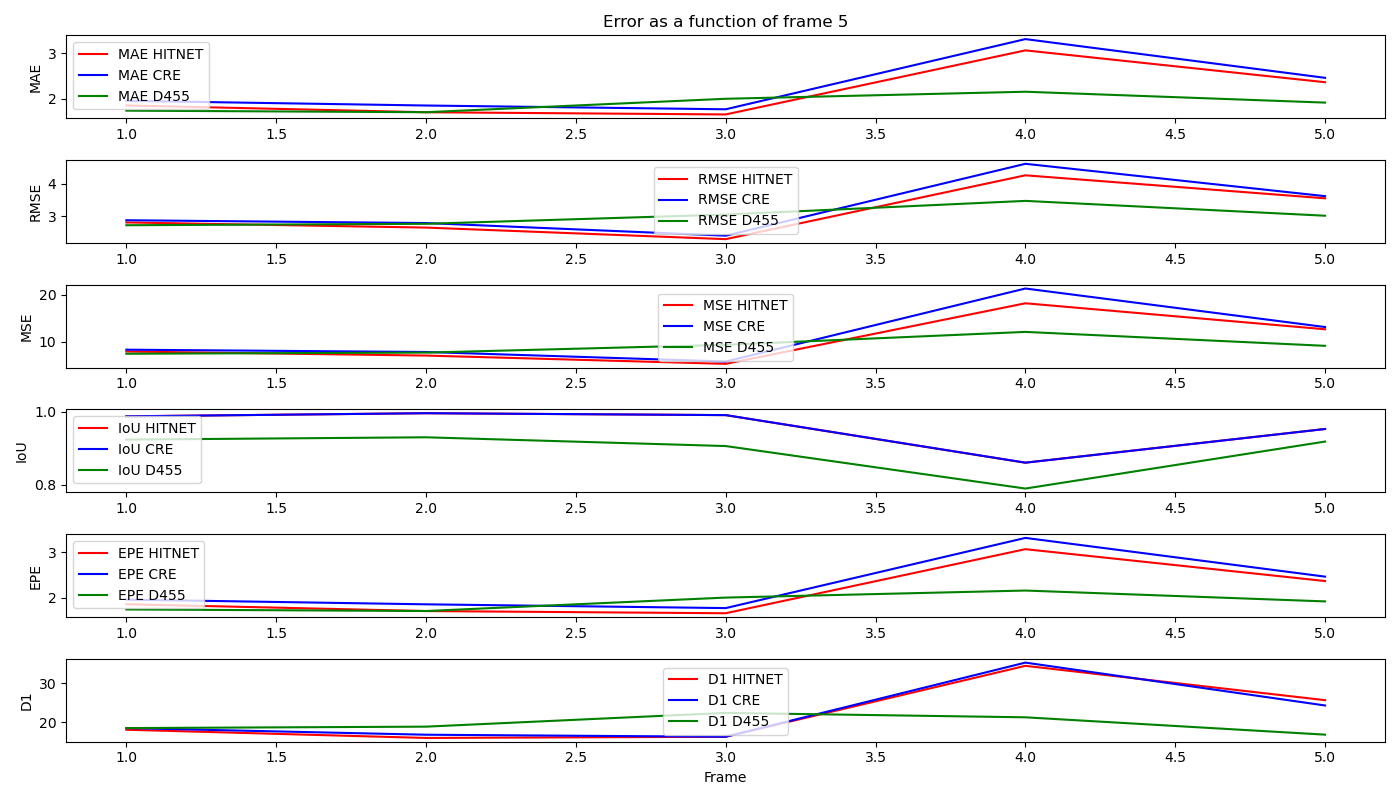 Error as a function of frame 5
MAE
3
2
MAE HITNET
MAE CRE
MAE D455
1.0 1.5 2.0 2.5 3.0 3.5 4.0 4.5 5.0
RMSE
4
3
RMSE HITNET
RMSE CRE
RMSE D455
1.0 1.5 2.0 2.5 3.0 3.5 4.0 4.5 5.0
MSE
20
10
MSE HITNET
MSE CRE
MSE D455
1.0 1.5 2.0 2.5 3.0 3.5 4.0 4.5 5.0
IoU
1.0
0.8
IoU HITNET
IoU CRE
IoU D455
1.0 1.5 2.0 2.5 3.0 3.5 4.0 4.5 5.0
EPE
3
2
EPE HITNET
EPE CRE
EPE D455
1.0 1.5 2.0 2.5 3.0 3.5 4.0 4.5 5.0
D1
30
20
D1 HITNET
D1 CRE
D1 D455
1.0 1.5 2.0 2.5 3.0 3.5 4.0 4.5 5.0
Frame